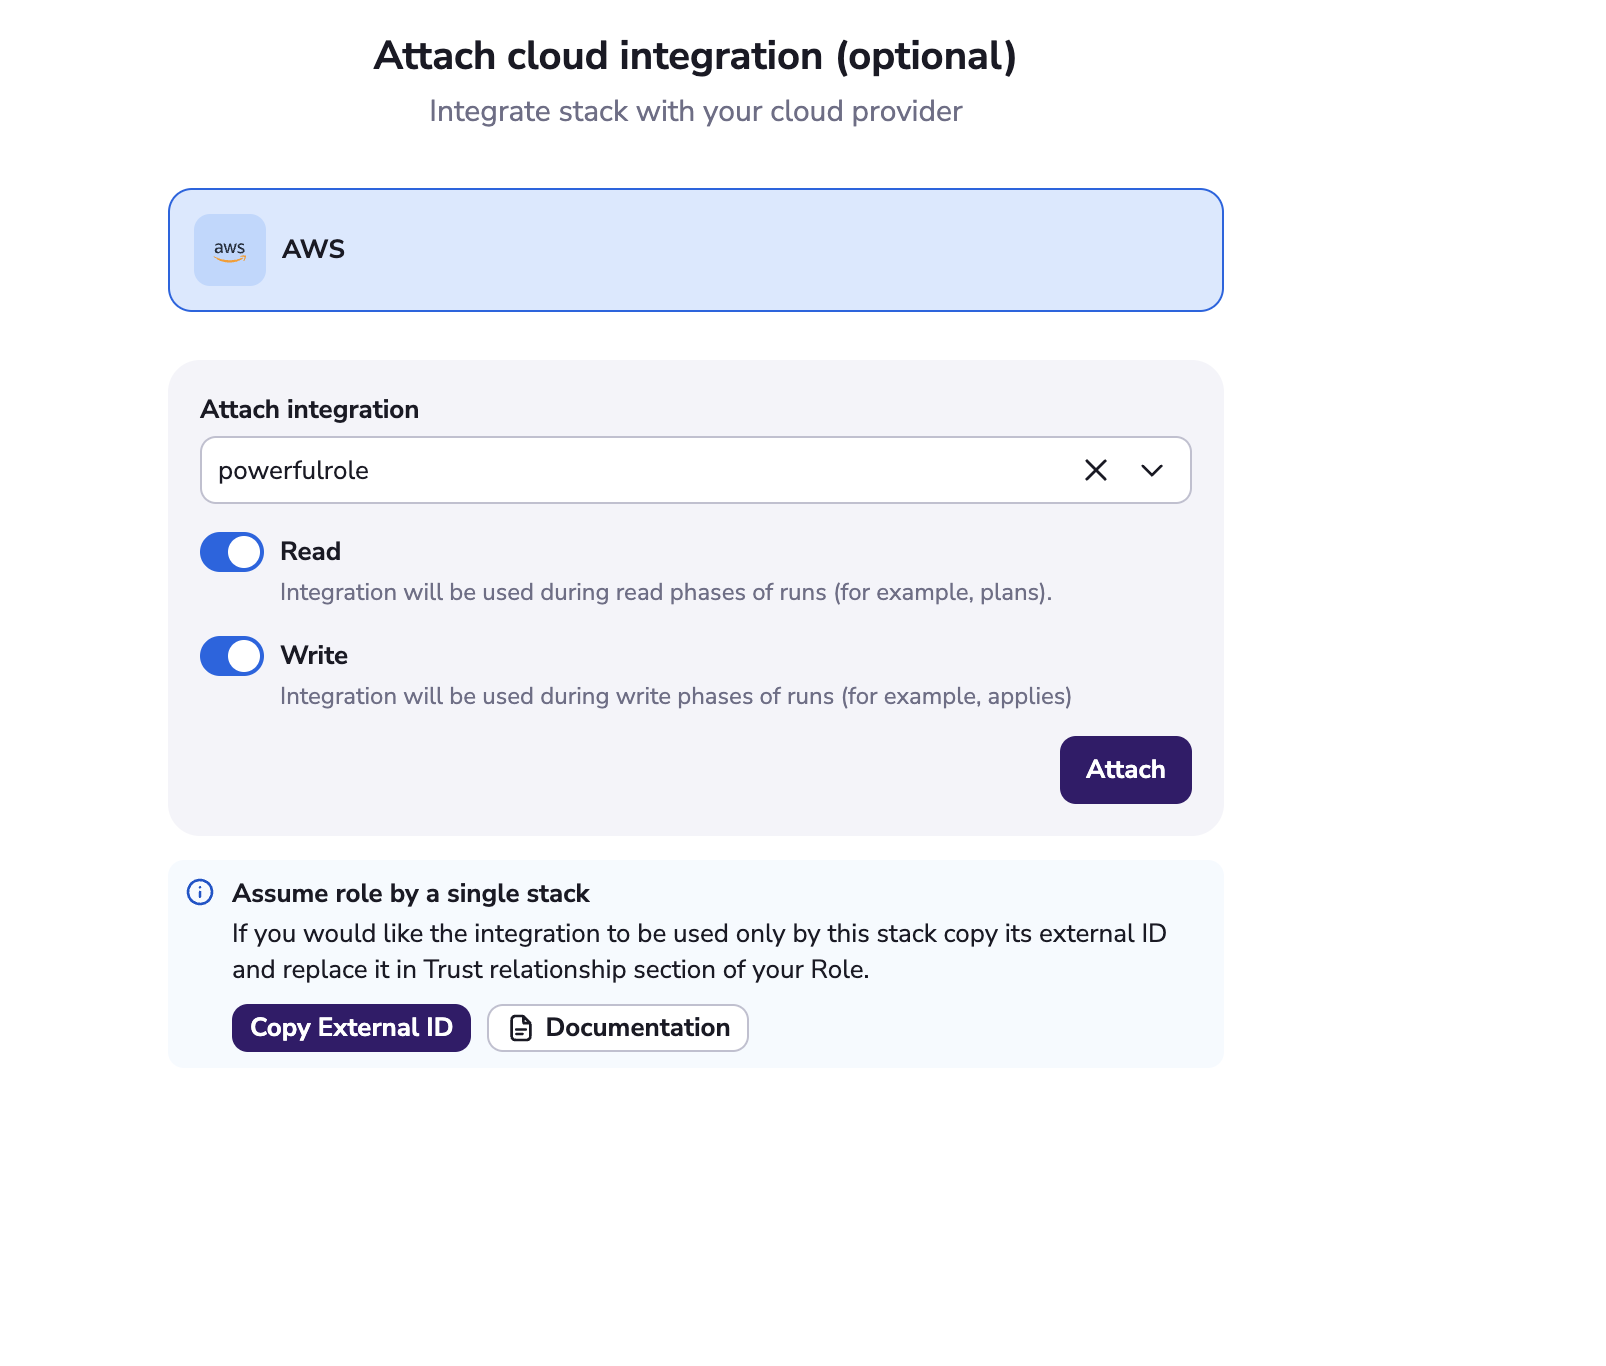 Attach cloud integration (optional)
Integrate stack with your cloud provider
aws
AWS
Attach integration
powerfulrole
Read
Integration will be used during read phases of runs (for example, plans).
Write
Integration will be used during write phases of runs (for example, applies)
Attach
Assume role by a single stack
If you would like the integration to be used only by this stack copy its external ID
and replace it in Trust relationship section of your Role.
Copy External ID
Documentation